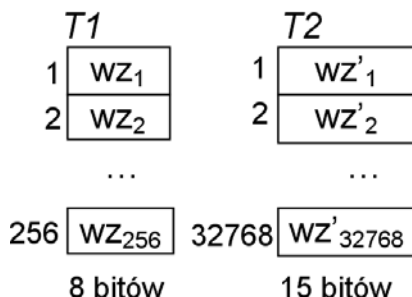 T1 T2
1 wz₁ 1 wz'₁
2 wz₂ 2 wz'₂
... ...
256 wz₂₅₆ 32768 wz'₃₂₇₆₈
8 bitów 15 bitów